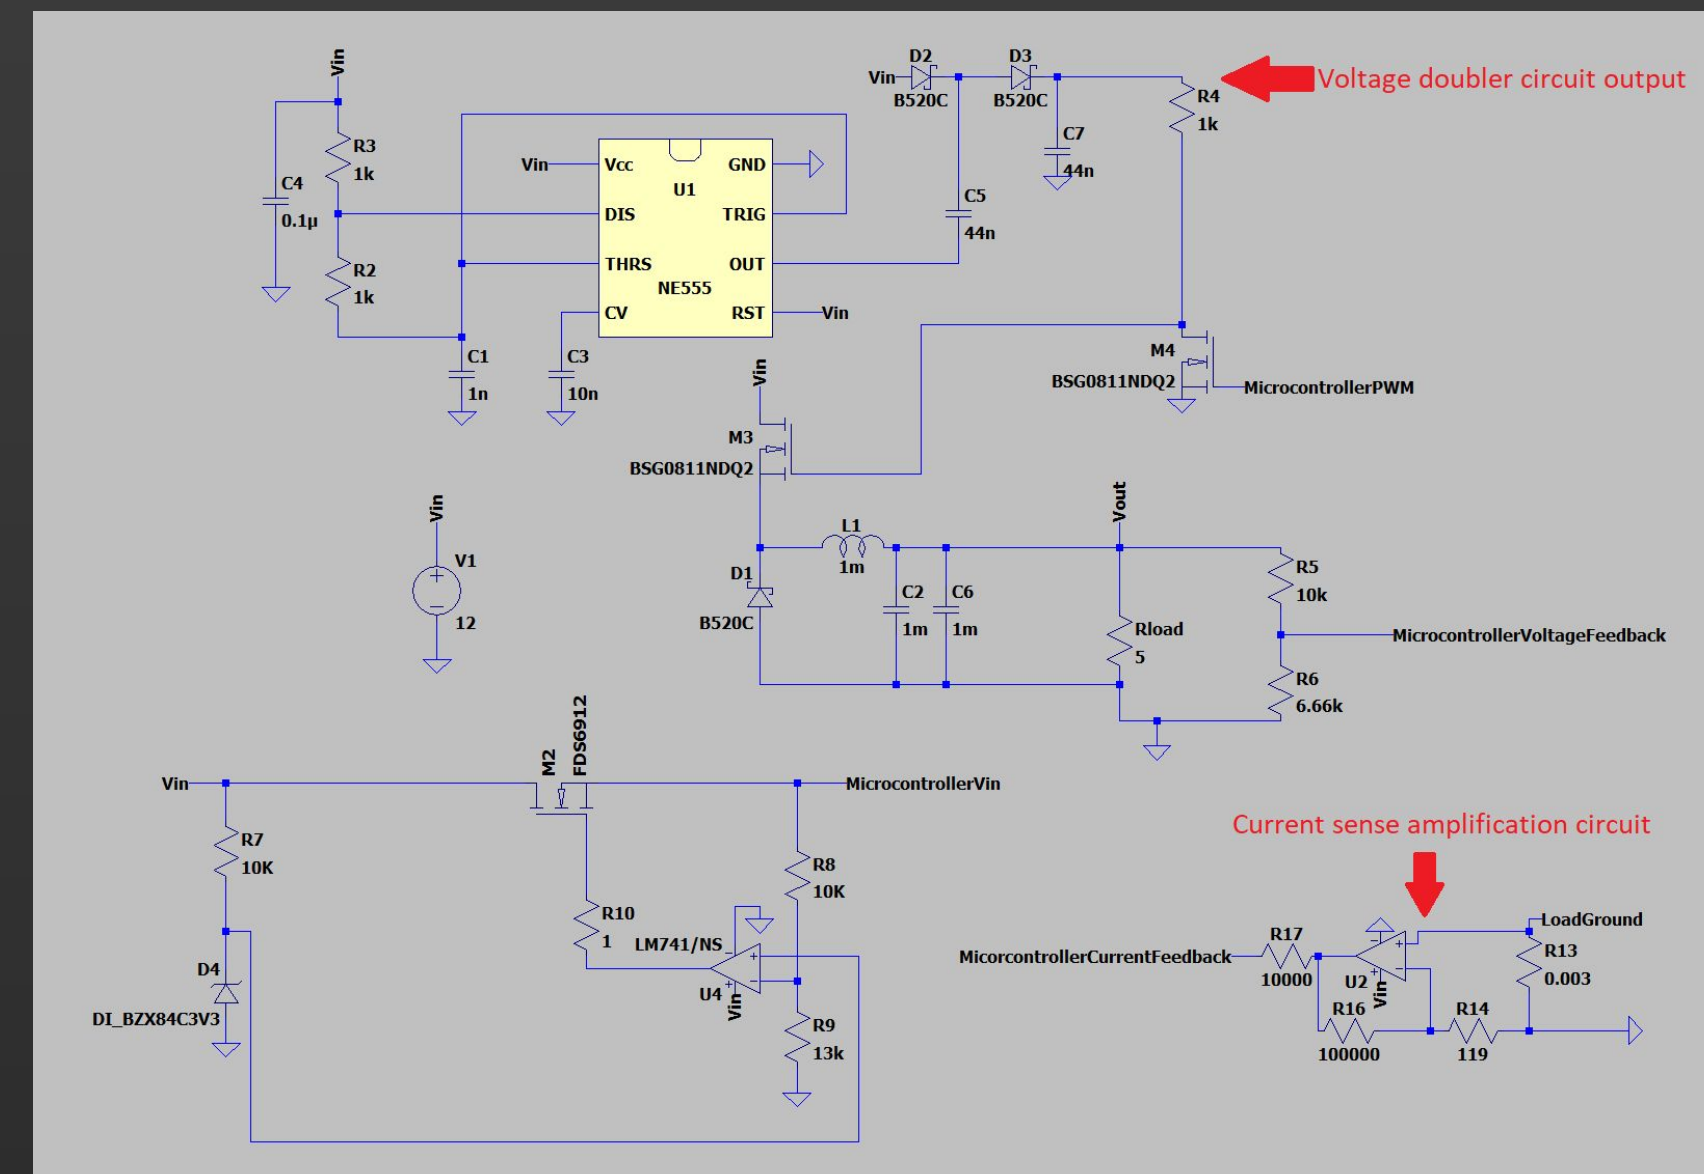 Vin
R3
1k
C4
0.1µ
R2
1k
C1
1n
C3
10n
Vin
Vcc
GND
U1
DIS
TRIG
THRS
OUT
NE555
CV
RST
Vin
Vin
D2
B520C
D3
B520C
C7
44n
C5
44n
R4
1k
Voltage doubler circuit output
M4
BSG0811NDQ2
MicrocontrollerPWM
Vin
M3
BSG0811NDQ2
Vin
V1
12
D1
B520C
L1
1m
C2
1m
C6
1m
Vout
Rload
5
R5
10k
MicrocontrollerVoltageFeedback
R6
6.66k
Vin
M2
FDS6912
MicrocontrollerVin
R7
10K
R8
10K
R10
1
LM741/NS
U4
Vin
D4
DI_BZX84C3V3
R9
13k
Current sense amplification circuit
LoadGround
R13
0.003
MicorcontrollerCurrentFeedback
R17
10000
U2
Vin
R16
100000
R14
119